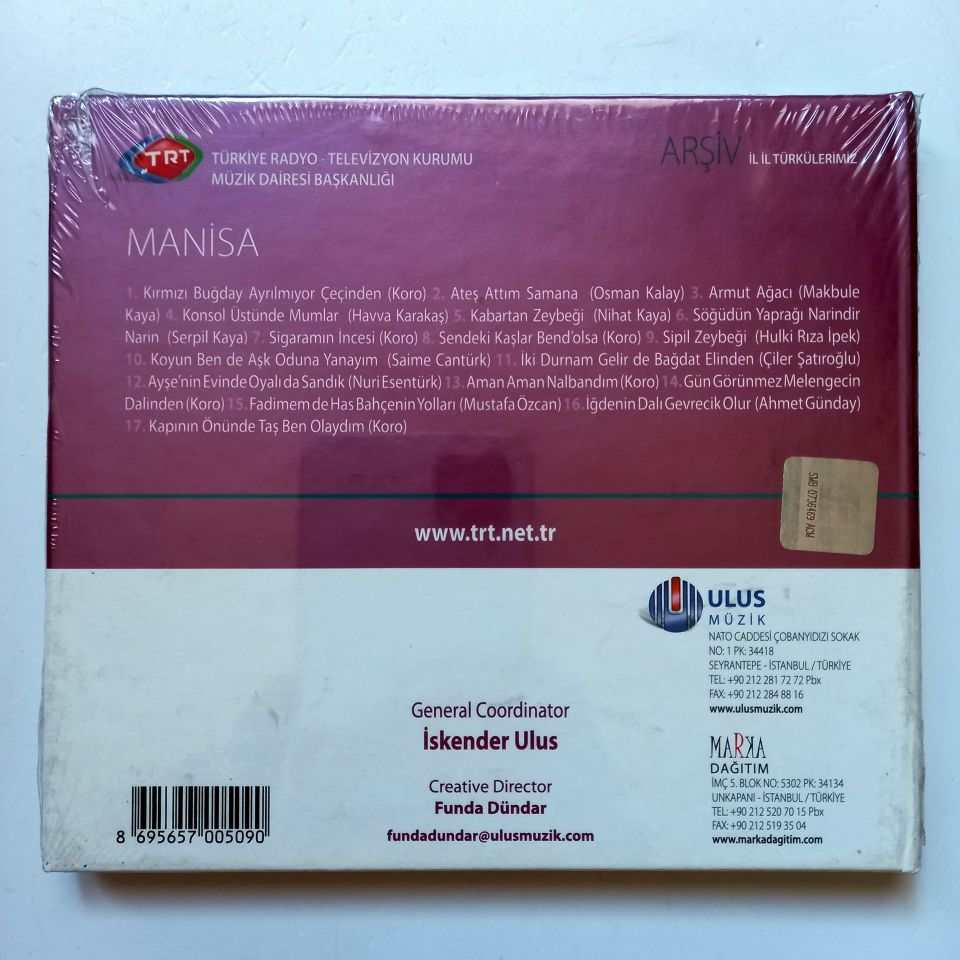 TRT
TÜRKİYE RADYO - TELEVİZYON KURUMU
MÜZİK DAİRESİ BAŞKANLIĞI
ARŞİV İL İL TÜRKÜLERİMİZ
MANİSA
1. Kırmızı Buğday Ayrılmıyor Çeçinden (Koro) 2. Ateş Attım Samana (Osman Kalay) 3. Armut Ağacı (Makbule
Kaya) 4. Konsol Üstünde Mumlar (Havva Karakaş) 5. Kabartan Zeybeği (Nihat Kaya) 6. Söğüdün Yaprağı Narindir
Narin (Serpil Kaya) 7. Sigaramın İncesi (Koro) 8. Sendeki Kaşlar Bend'olsa (Koro) 9. Sipil Zeybeği (Hulki Rıza İpek)
10. Koyun Ben de Aşk Oduna Yanayım (Saime Cantürk) 11. İki Durnam Gelir de Bağdat Elinden (Çiler Şatıroğlu)
12. Ayşe'nin Evinde Oyalı da Sandık (Nuri Esentürk) 13. Aman Aman Nalbandım (Koro) 14. Gün Görünmez Melengecin
Dalinden (Koro) 15. Fadimem de Has Bahçenin Yolları (Mustafa Özcan) 16. İğdenin Dalı Gevrecik Olur (Ahmet Günday)
17. Kapının Önünde Taş Ben Olaydım (Koro)
SMB 0736469 ACW
www.trt.net.tr
ULUS
MÜZİK
NATO CADDESİ ÇOBANYIDIZI SOKAK
NO: 1 PK: 34418
SEYRANTEPE - İSTANBUL / TÜRKİYE
TEL: +90 212 281 72 72 Pbx
FAX: +90 212 284 88 16
www.ulusmuzik.com
General Coordinator
İskender Ulus
Creative Director
Funda Dündar
fundadundar@ulusmuzik.com
MARKA
DAĞITIM
İMÇ 5. BLOK NO: 5302 PK: 34134
UNKAPANI - İSTANBUL / TÜRKİYE
TEL: +90 212 520 70 15 Pbx
FAX: +90 212 519 35 04
www.markadagitim.com
8 695657 005090